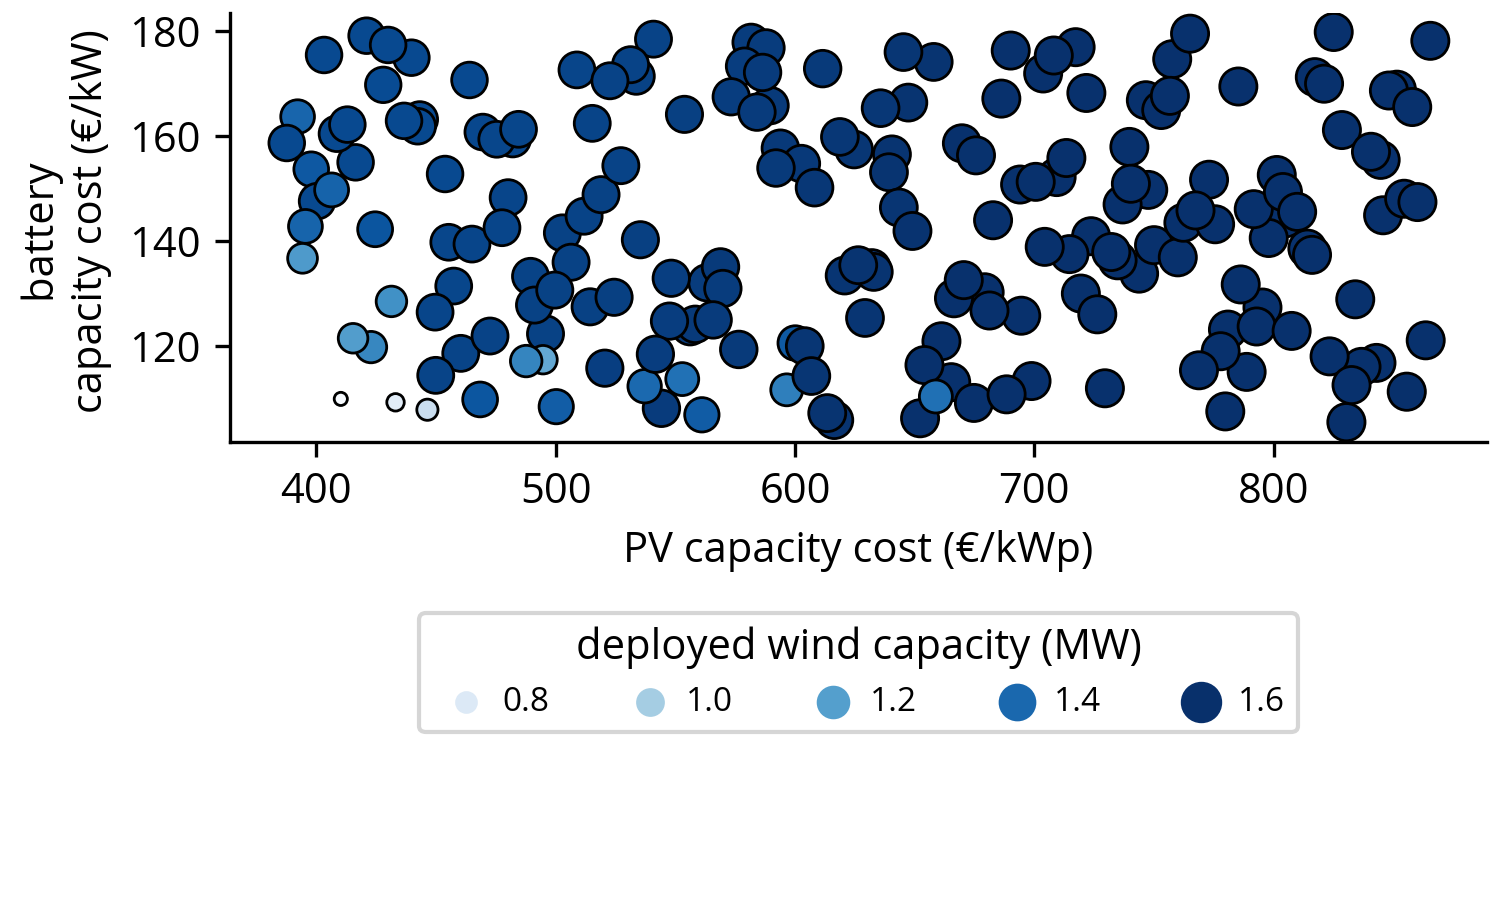 180
160
140
120
battery
capacity cost (€/kW)
400 500 600 700 800
PV capacity cost (€/kWp)
deployed wind capacity (MW)
0.8 1.0 1.2 1.4 1.6